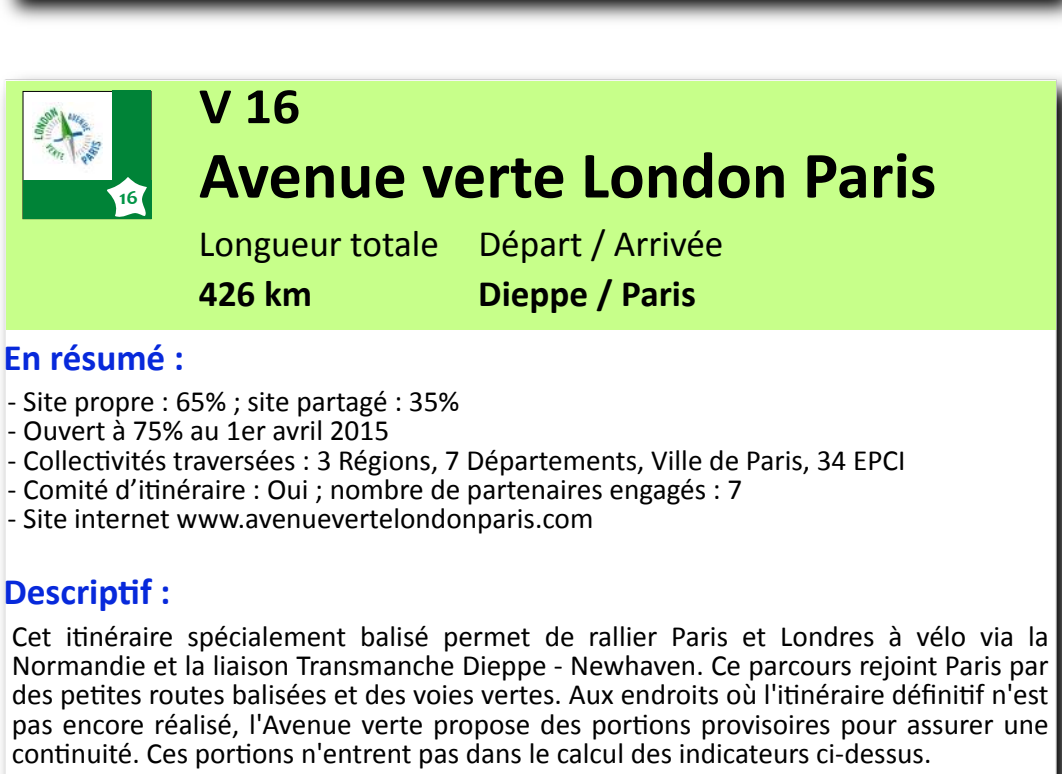 LONDON AVENUE VERTE PARIS
16
V 16
Avenue verte London Paris
Longueur totale Départ / Arrivée
426 km Dieppe / Paris
En résumé :
- Site propre : 65% ; site partagé : 35%
- Ouvert à 75% au 1er avril 2015
- Collectivités traversées : 3 Régions, 7 Départements, Ville de Paris, 34 EPCI
- Comité d'itinéraire : Oui ; nombre de partenaires engagés : 7
- Site internet www.avenuevertelondonparis.com
Descriptif :
Cet itinéraire spécialement balisé permet de rallier Paris et Londres à vélo via la
Normandie et la liaison Transmanche Dieppe - Newhaven. Ce parcours rejoint Paris par
des petites routes balisées et des voies vertes. Aux endroits où l'itinéraire définitif n'est
pas encore réalisé, l'Avenue verte propose des portions provisoires pour assurer une
continuité. Ces portions n'entrent pas dans le calcul des indicateurs ci-dessus.